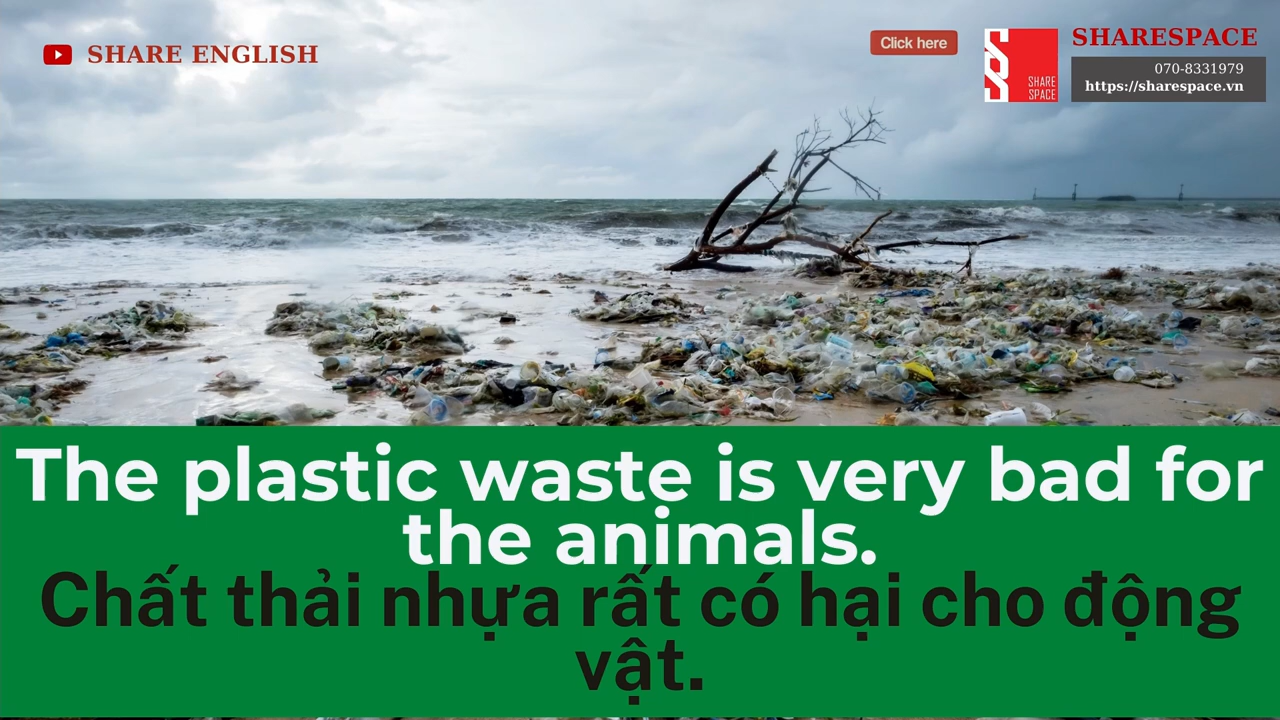 SHARE ENGLISH
Click here
SHARE
SPACE
SHARESPACE
070-8331979
https://sharespace.vn
The plastic waste is very bad for
the animals.
Chất thải nhựa rất có hại cho động
vật.